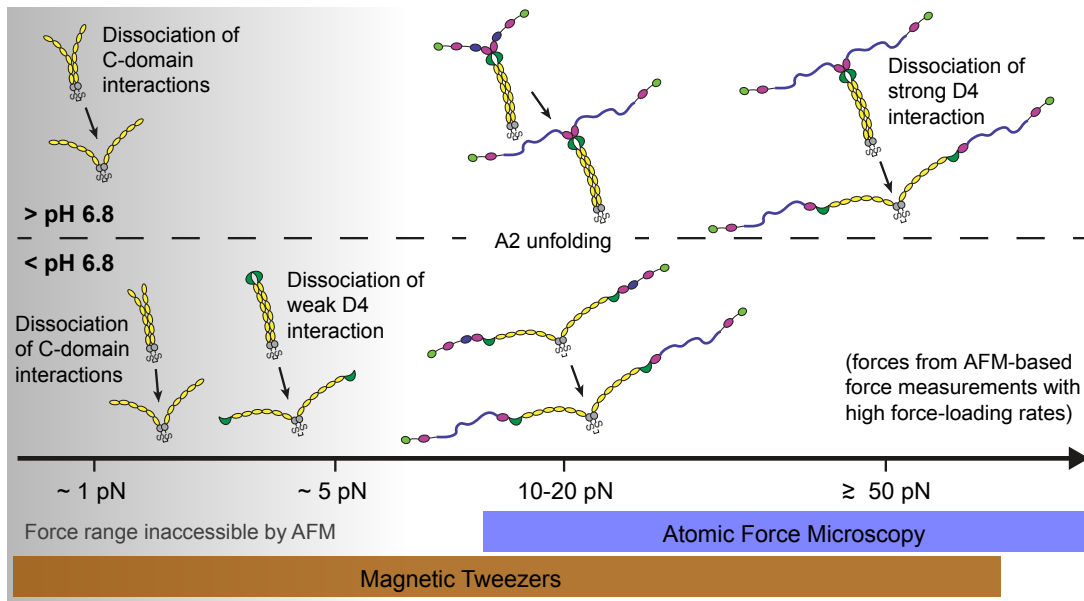 Dissociation of
C-domain
interactions
Dissociation of
strong D4
interaction
> pH 6.8
A2 unfolding
< pH 6.8
Dissociation
of C-domain
interactions
Dissociation of
weak D4
interaction
(forces from AFM-based
force measurements with
high force-loading rates)
~ 1 pN
~ 5 pN
10-20 pN
≥ 50 pN
Force range inaccessible by AFM
Atomic Force Microscopy
Magnetic Tweezers